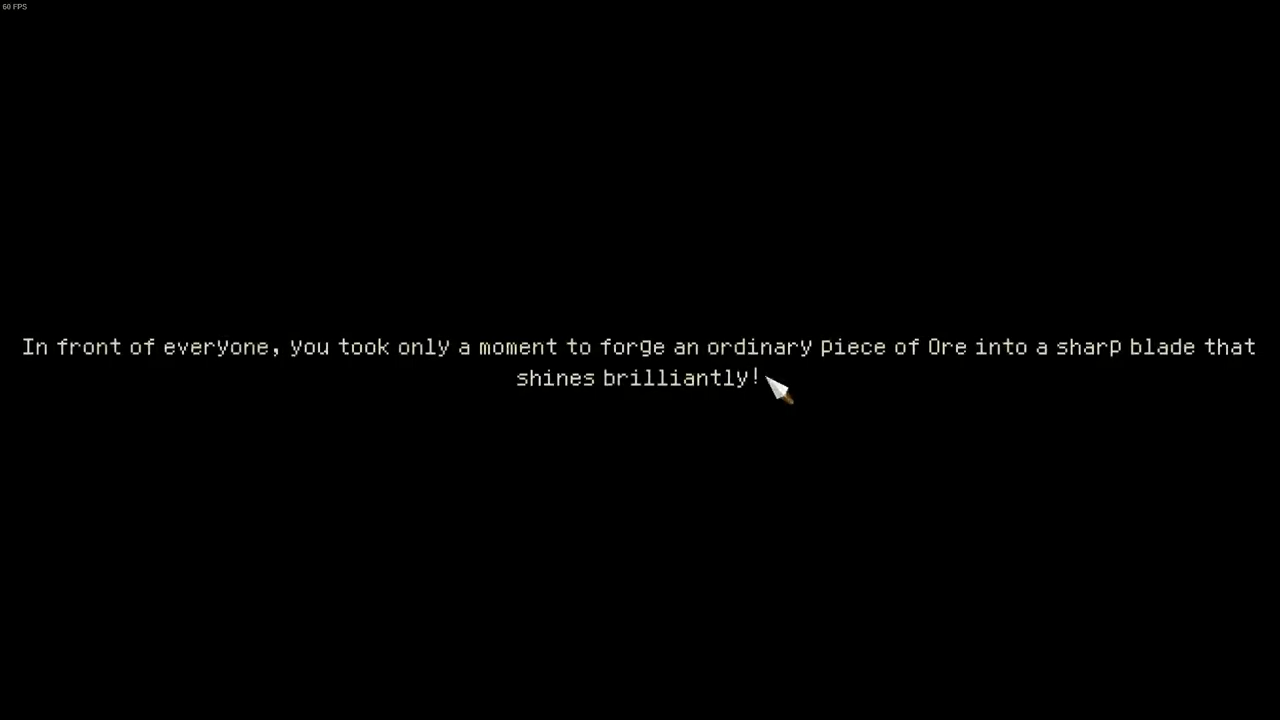 60 FPS
In front of everyone, you took only a moment to forge an ordinary piece of Ore into a sharp blade that
shines brilliantly!